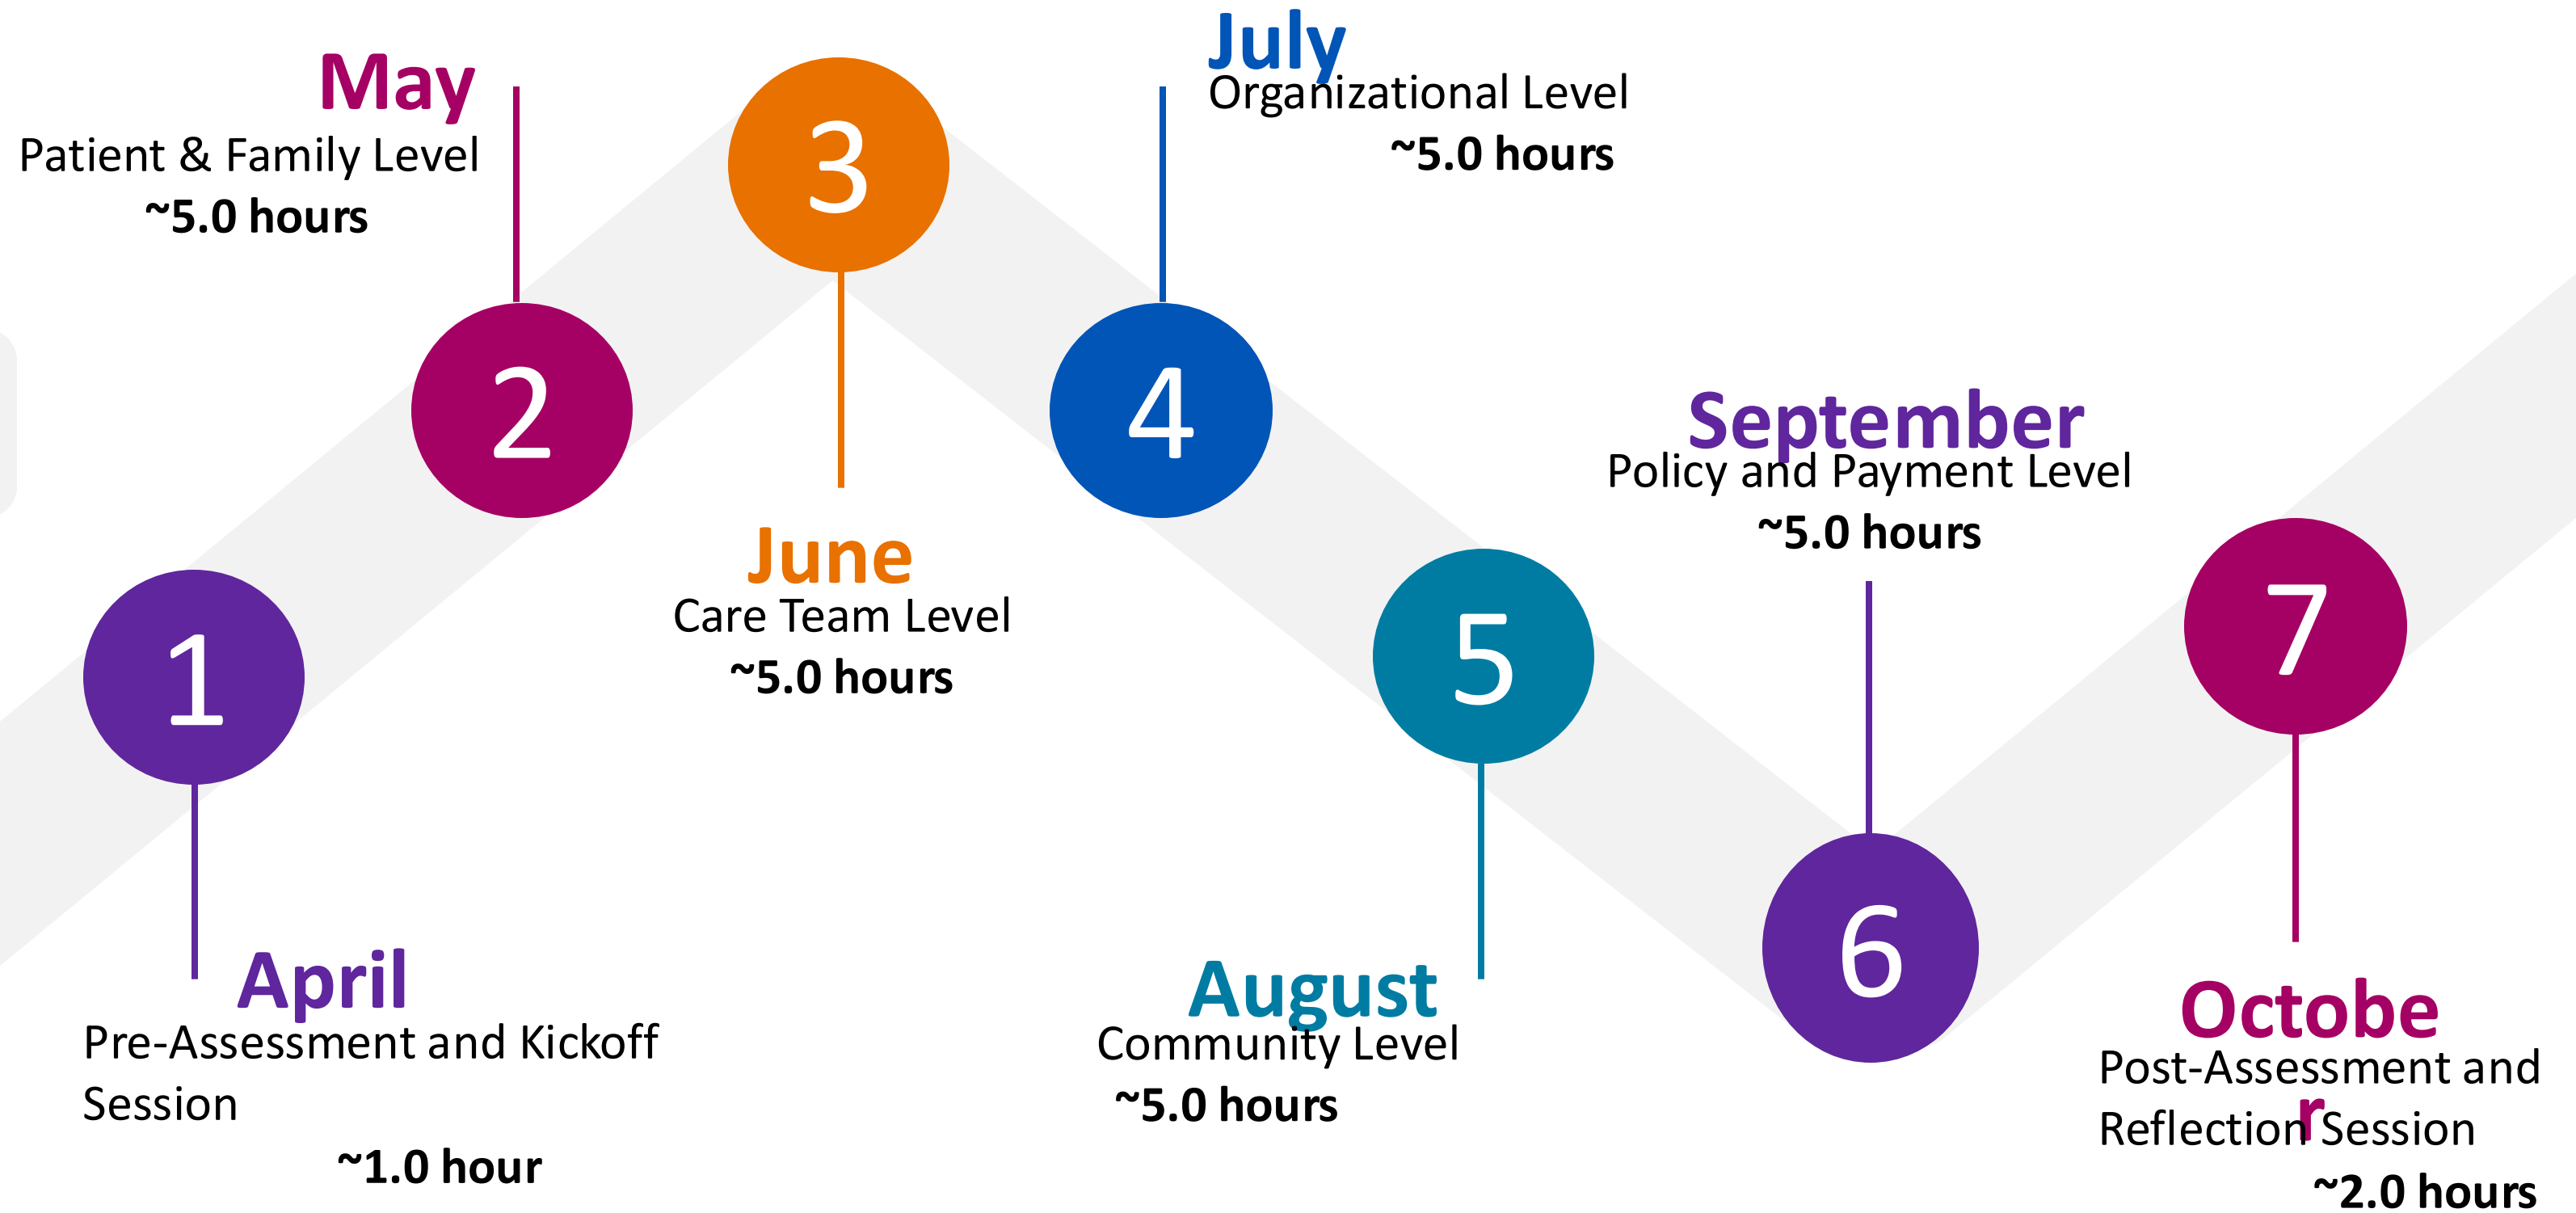 1
April
Pre-Assessment and Kickoff
Session
~1.0 hour
2
May
Patient & Family Level
~5.0 hours
3
June
Care Team Level
~5.0 hours
4
July
Organizational Level
~5.0 hours
5
August
Community Level
~5.0 hours
6
September
Policy and Payment Level
~5.0 hours
7
Octobe
r
Post-Assessment and
Reflection Session
~2.0 hours